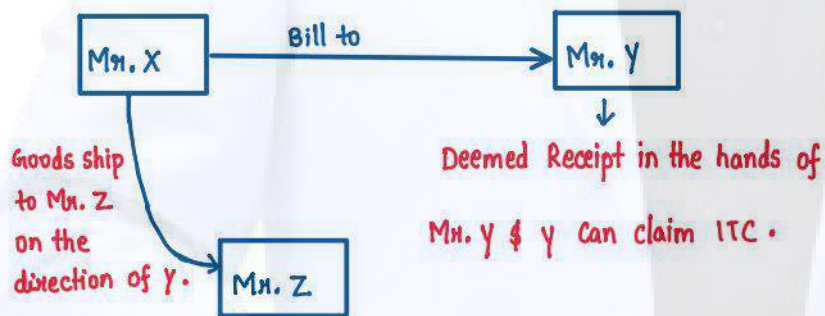 Bill to
Mr. X
Mr. Y
Goods ship
to Mr. Z
on the
direction of Y.
Deemed Receipt in the hands of
Mr. Y & Y Can claim ITC.
Mr. Z